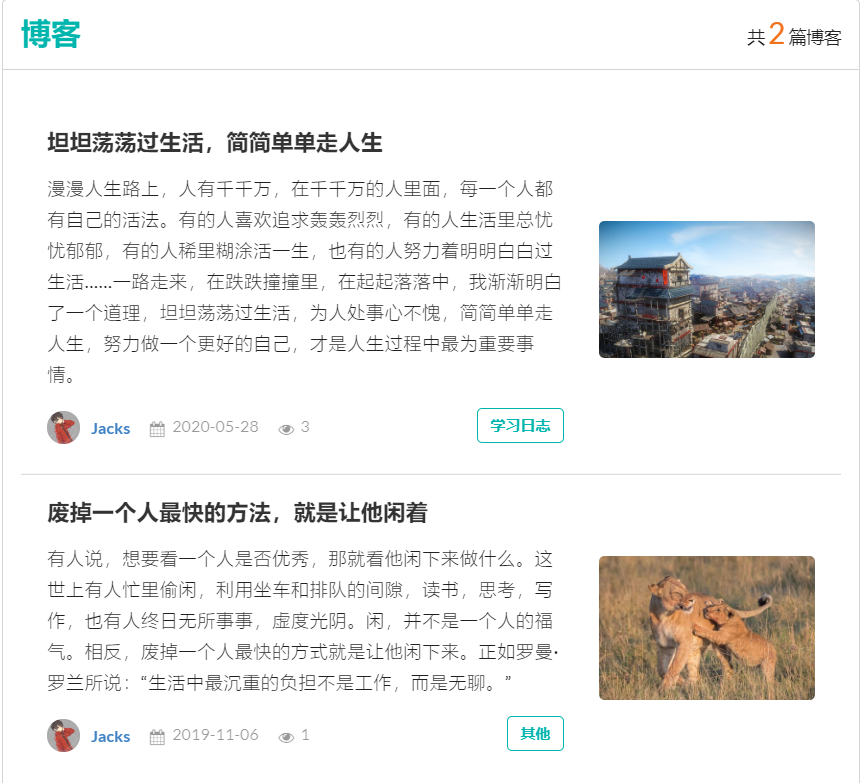 博客
共2篇博客
坦坦荡荡过生活，简简单单走人生
漫漫人生路上，人有千千万，在千千万的人里面，每一个人都
有自己的活法。有的人喜欢追求轰轰烈烈，有的人生活里总忧
忧郁郁，有的人稀里糊涂活一生，也有的人努力着明明白白过
生活......一路走来，在跌跌撞撞里，在起起落落中，我渐渐明白
了一个道理，坦坦荡荡过生活，为人处事心不愧，简简单单走
人生，努力做一个更好的自己，才是人生过程中最为重要事
情。
Jacks 2020-05-28 3 学习日志
废掉一个人最快的方法，就是让他闲着
有人说，想要看一个人是否优秀，那就看他闲下来做什么。这
世上有人忙里偷闲，利用坐车和排队的间隙，读书，思考，写
作，也有人终日无所事事，虚度光阴。闲，并不是一个人的福
气。相反，废掉一个人最快的方式就是让他闲下来。正如罗曼·
罗兰所说：“生活中最沉重的负担不是工作，而是无聊。”
Jacks 2019-11-06 1 其他